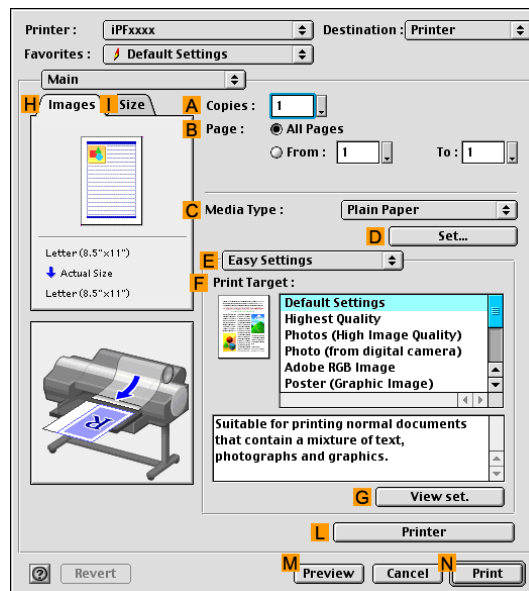 Printer : iPFxxxx Destination : Printer
Favorites : Default Settings
Main
H Images I Size
A Copies : 1
B Page : All Pages
From : 1 To : 1
C Media Type : Plain Paper
D Set...
Letter (8.5"x11")
Actual Size
Letter (8.5"x11")
E Easy Settings
F Print Target :
Default Settings
Highest Quality
Photos (High Image Quality)
Photo (from digital camera)
Adobe RGB Image
Poster (Graphic Image)
R
Suitable for printing normal documents
that contain a mixture of text,
photographs and graphics.
G View set.
L Printer
? Revert M Preview Cancel N Print